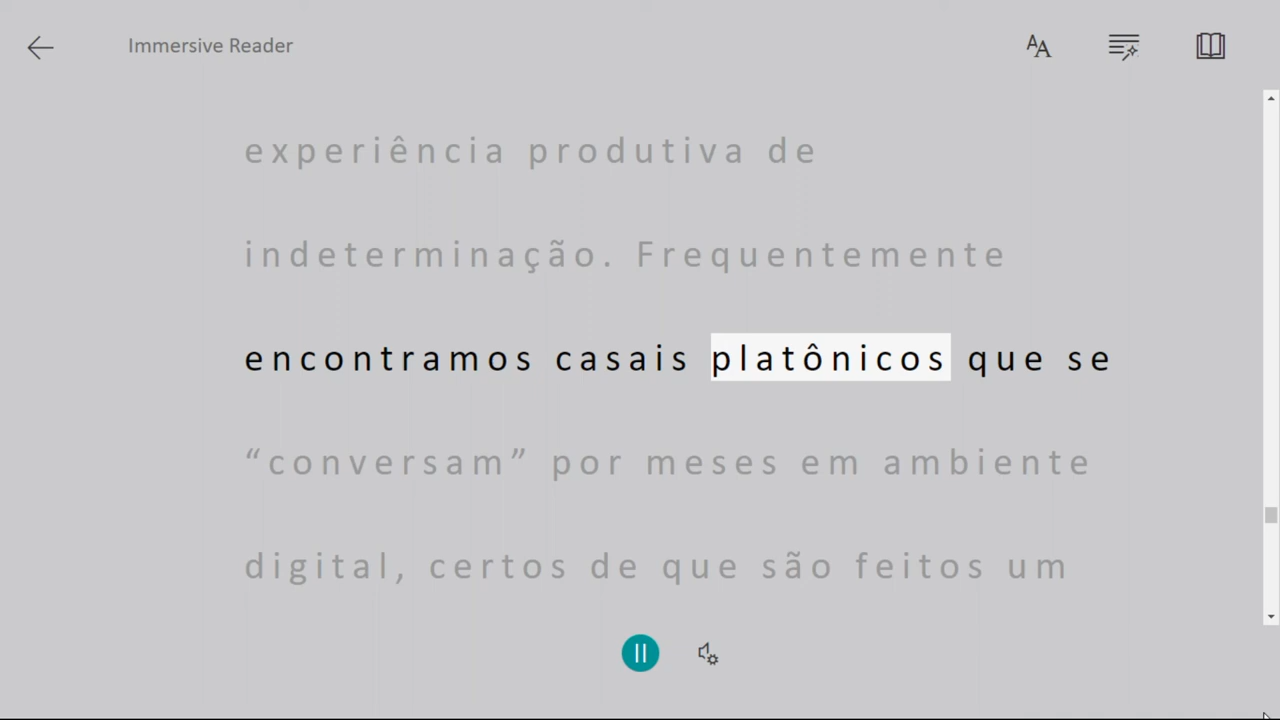 Immersive Reader
experiência produtiva de
indeterminação. Frequentemente
encontramos casais platônicos que se
“conversam” por meses em ambiente
digital, certos de que são feitos um